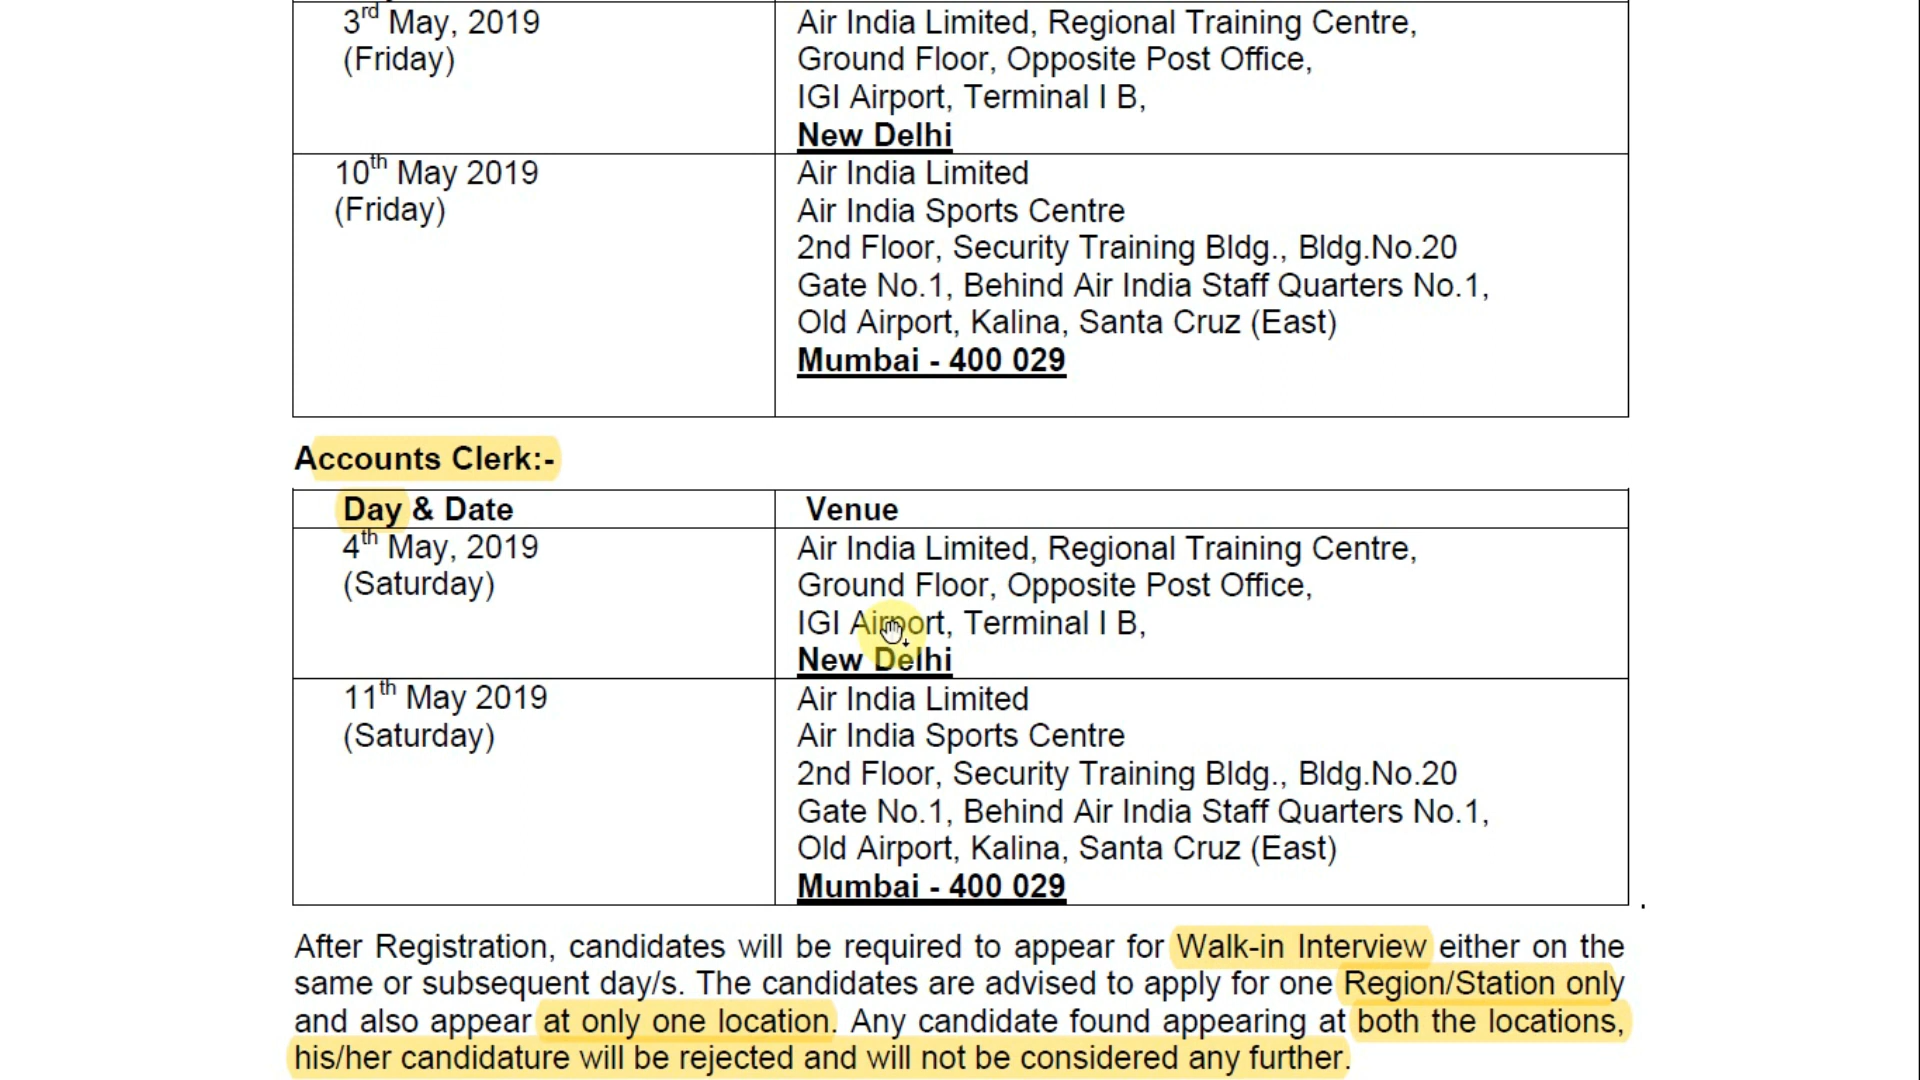 3rd May, 2019
(Friday)
Air India Limited, Regional Training Centre,
Ground Floor, Opposite Post Office,
IGI Airport, Terminal I B,
New Delhi
10th May 2019
(Friday)
Air India Limited
Air India Sports Centre
2nd Floor, Security Training Bldg., Bldg.No.20
Gate No.1, Behind Air India Staff Quarters No.1,
Old Airport, Kalina, Santa Cruz (East)
Mumbai - 400 029
Accounts Clerk:-
Day & Date
Venue
4th May, 2019
(Saturday)
Air India Limited, Regional Training Centre,
Ground Floor, Opposite Post Office,
IGI Airport, Terminal I B,
New Delhi
11th May 2019
(Saturday)
Air India Limited
Air India Sports Centre
2nd Floor, Security Training Bldg., Bldg.No.20
Gate No.1, Behind Air India Staff Quarters No.1,
Old Airport, Kalina, Santa Cruz (East)
Mumbai - 400 029
.
After Registration, candidates will be required to appear for Walk-in Interview either on the
same or subsequent day/s. The candidates are advised to apply for one Region/Station only
and also appear at only one location. Any candidate found appearing at both the locations,
his/her candidature will be rejected and will not be considered any further.